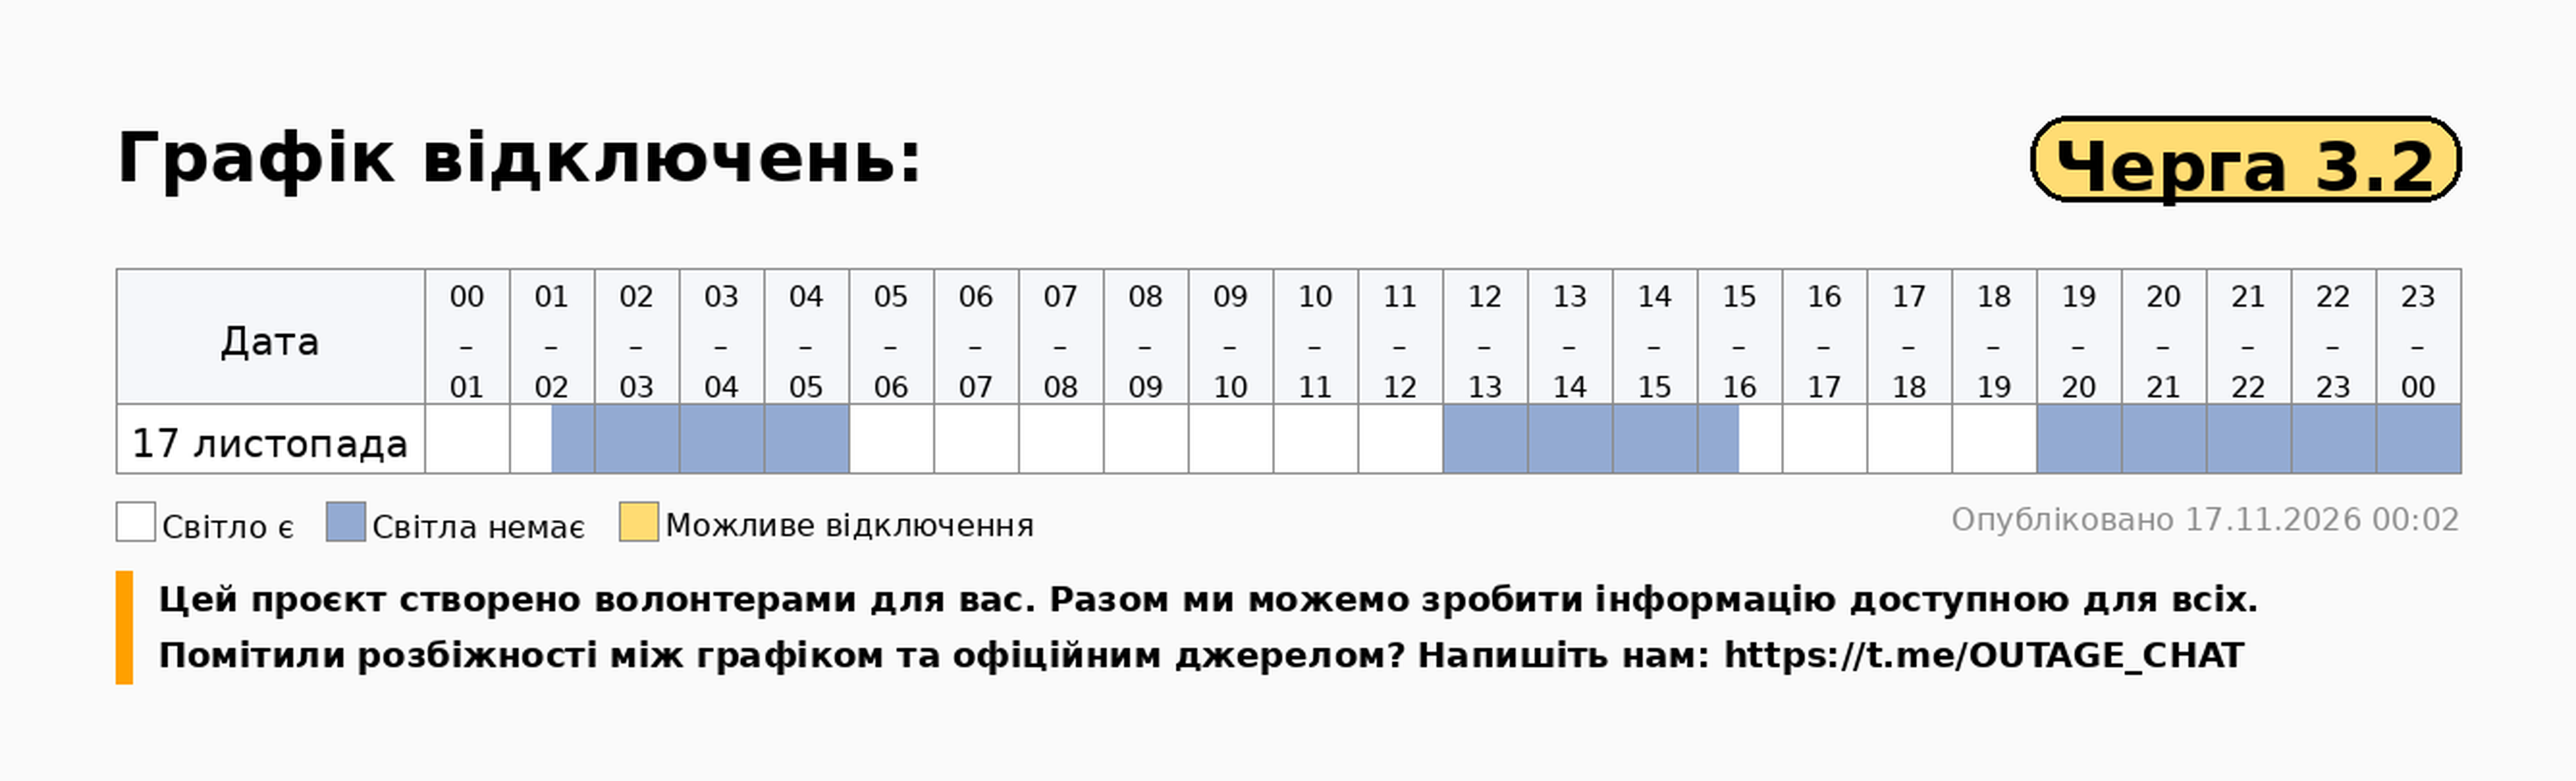 Графік відключень:
Черга 3.2
Дата
00 – 01
01 – 02
02 – 03
03 – 04
04 – 05
05 – 06
06 – 07
07 – 08
08 – 09
09 – 10
10 – 11
11 – 12
12 – 13
13 – 14
14 – 15
15 – 16
16 – 17
17 – 18
18 – 19
19 – 20
20 – 21
21 – 22
22 – 23
23 – 00
17 листопада
Світло є
Світла немає
Можливе відключення
Опубліковано 17.11.2026 00:02
Цей проєкт створено волонтерами для вас. Разом ми можемо зробити інформацію доступною для всіх.
Помітили розбіжності між графіком та офіційним джерелом? Напишіть нам: https://t.me/OUTAGE_CHAT